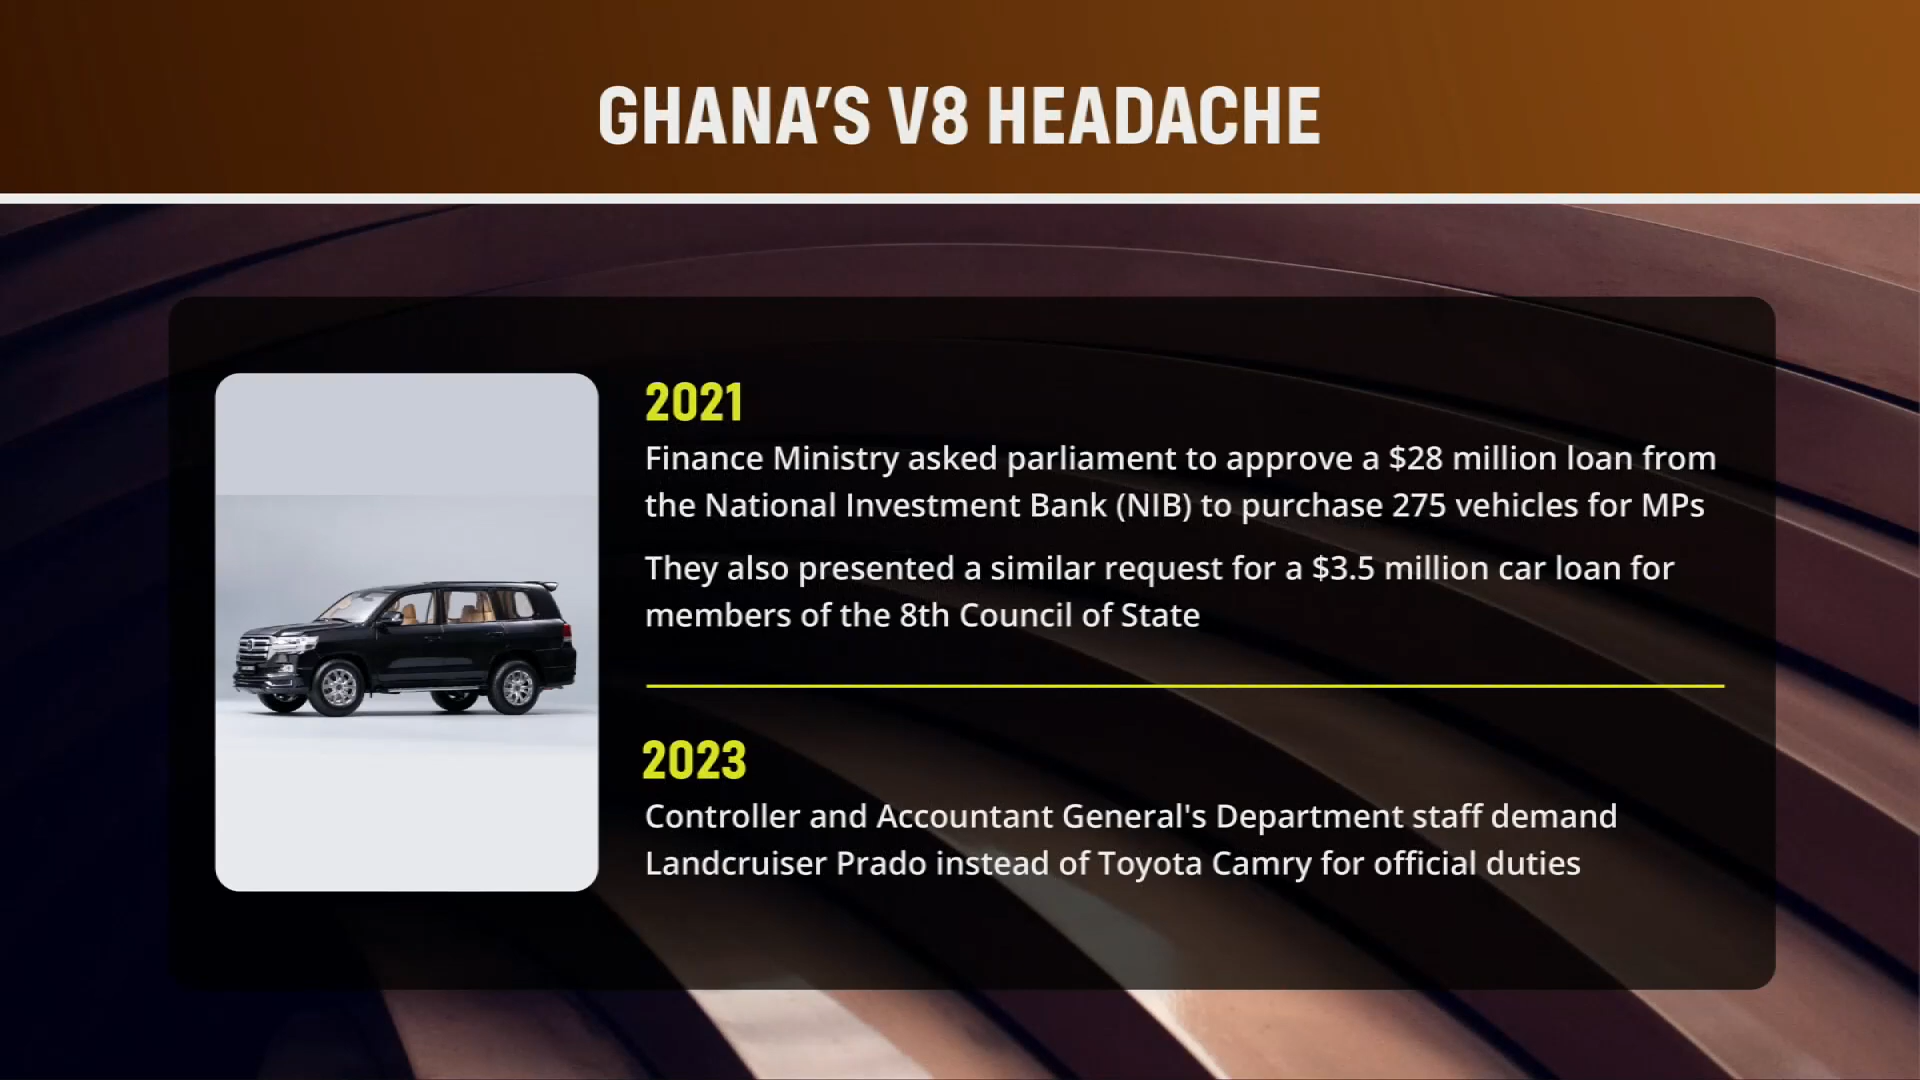 GHANA’S V8 HEADACHE
2021
Finance Ministry asked parliament to approve a $28 million loan from
the National Investment Bank (NIB) to purchase 275 vehicles for MPs
They also presented a similar request for a $3.5 million car loan for
members of the 8th Council of State
2023
Controller and Accountant General's Department staff demand
Landcruiser Prado instead of Toyota Camry for official duties